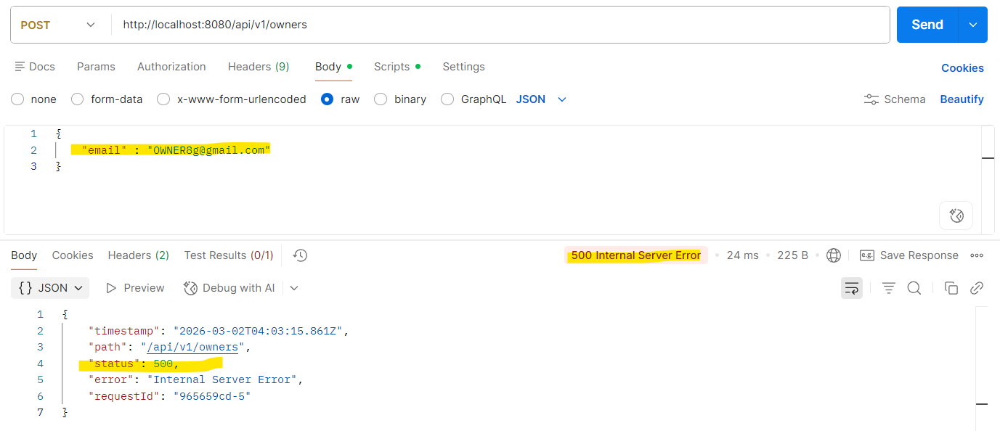 POST http://localhost:8080/api/v1/owners Send
Docs Params Authorization Headers (9) Body Scripts Settings Cookies
none form-data x-www-form-urlencoded raw binary GraphQL JSON Schema Beautify
1 {
2 "email" : "OWNER8g@gmail.com"
3 }
Body Cookies Headers (2) Test Results (0/1) 500 Internal Server Error • 24 ms • 225 B • e.g. Save Response
{} JSON Preview Debug with AI
1 {
2 "timestamp": "2026-03-02T04:03:15.861Z",
3 "path": "/api/v1/owners",
4 "status": 500,
5 "error": "Internal Server Error",
6 "requestId": "965659cd-5"
7 }